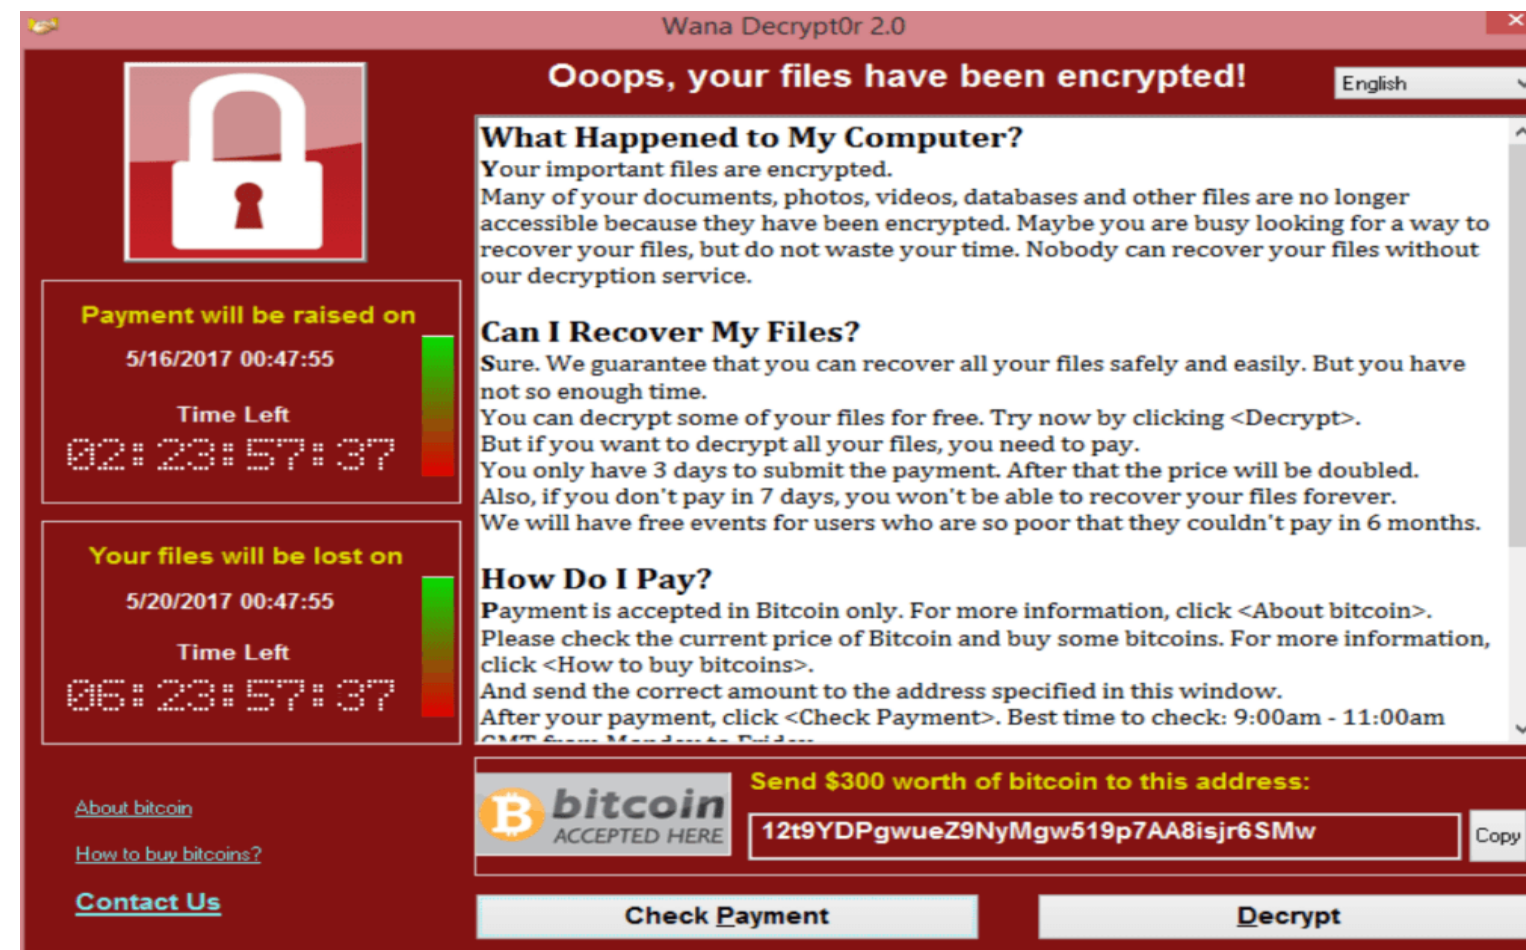 Wana Decrypt0r 2.0
Ooops, your files have been encrypted!
English
Payment will be raised on
5/16/2017 00:47:55
Time Left
02:23:57:37
Your files will be lost on
5/20/2017 00:47:55
Time Left
06:23:57:37
About bitcoin
How to buy bitcoins?
Contact Us
What Happened to My Computer?
Your important files are encrypted.
Many of your documents, photos, videos, databases and other files are no longer
accessible because they have been encrypted. Maybe you are busy looking for a way to
recover your files, but do not waste your time. Nobody can recover your files without
our decryption service.
Can I Recover My Files?
Sure. We guarantee that you can recover all your files safely and easily. But you have
not so enough time.
You can decrypt some of your files for free. Try now by clicking <Decrypt>.
But if you want to decrypt all your files, you need to pay.
You only have 3 days to submit the payment. After that the price will be doubled.
Also, if you don't pay in 7 days, you won't be able to recover your files forever.
We will have free events for users who are so poor that they couldn't pay in 6 months.
How Do I Pay?
Payment is accepted in Bitcoin only. For more information, click <About bitcoin>.
Please check the current price of Bitcoin and buy some bitcoins. For more information,
click <How to buy bitcoins>.
And send the correct amount to the address specified in this window.
After your payment, click <Check Payment>. Best time to check: 9:00am - 11:00am
GMT from Monday to Friday.
bitcoin
ACCEPTED HERE
Send $300 worth of bitcoin to this address:
12t9YDPgwueZ9NyMgw519p7AA8isjr6SMw
Copy
Check Payment
Decrypt